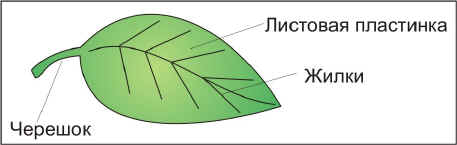 Листовая пластинка
Жилки
Черешок